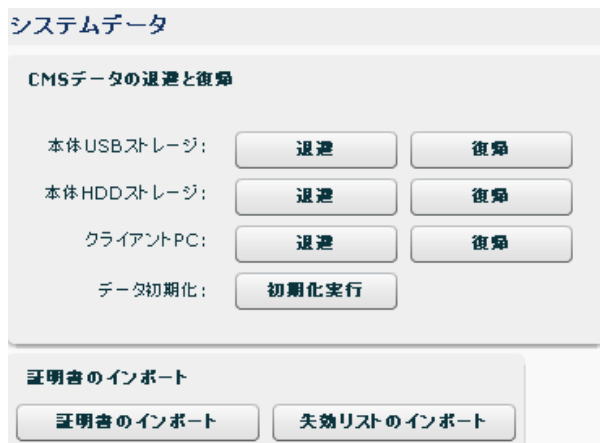 システムデータ
CMSデータの退避と復帰
本体USBストレージ: 退避 復帰
本体HDDストレージ: 退避 復帰
クライアントPC: 退避 復帰
データ初期化: 初期化実行
証明書のインポート
証明書のインポート 失効リストのインポート